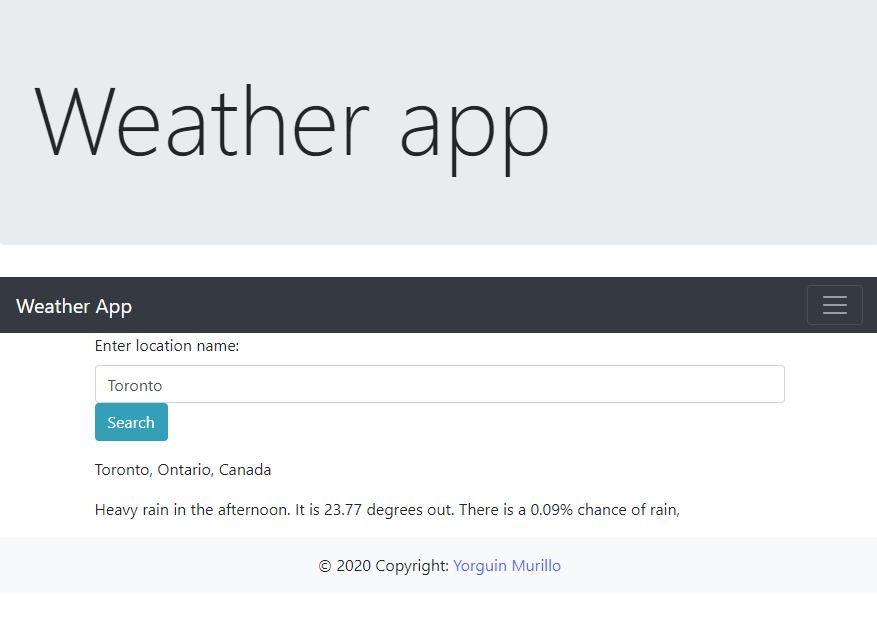 Weather app
Weather App
Enter location name:
Toronto
Search
Toronto, Ontario, Canada
Heavy rain in the afternoon. It is 23.77 degrees out. There is a 0.09% chance of rain,
© 2020 Copyright: Yorguin Murillo